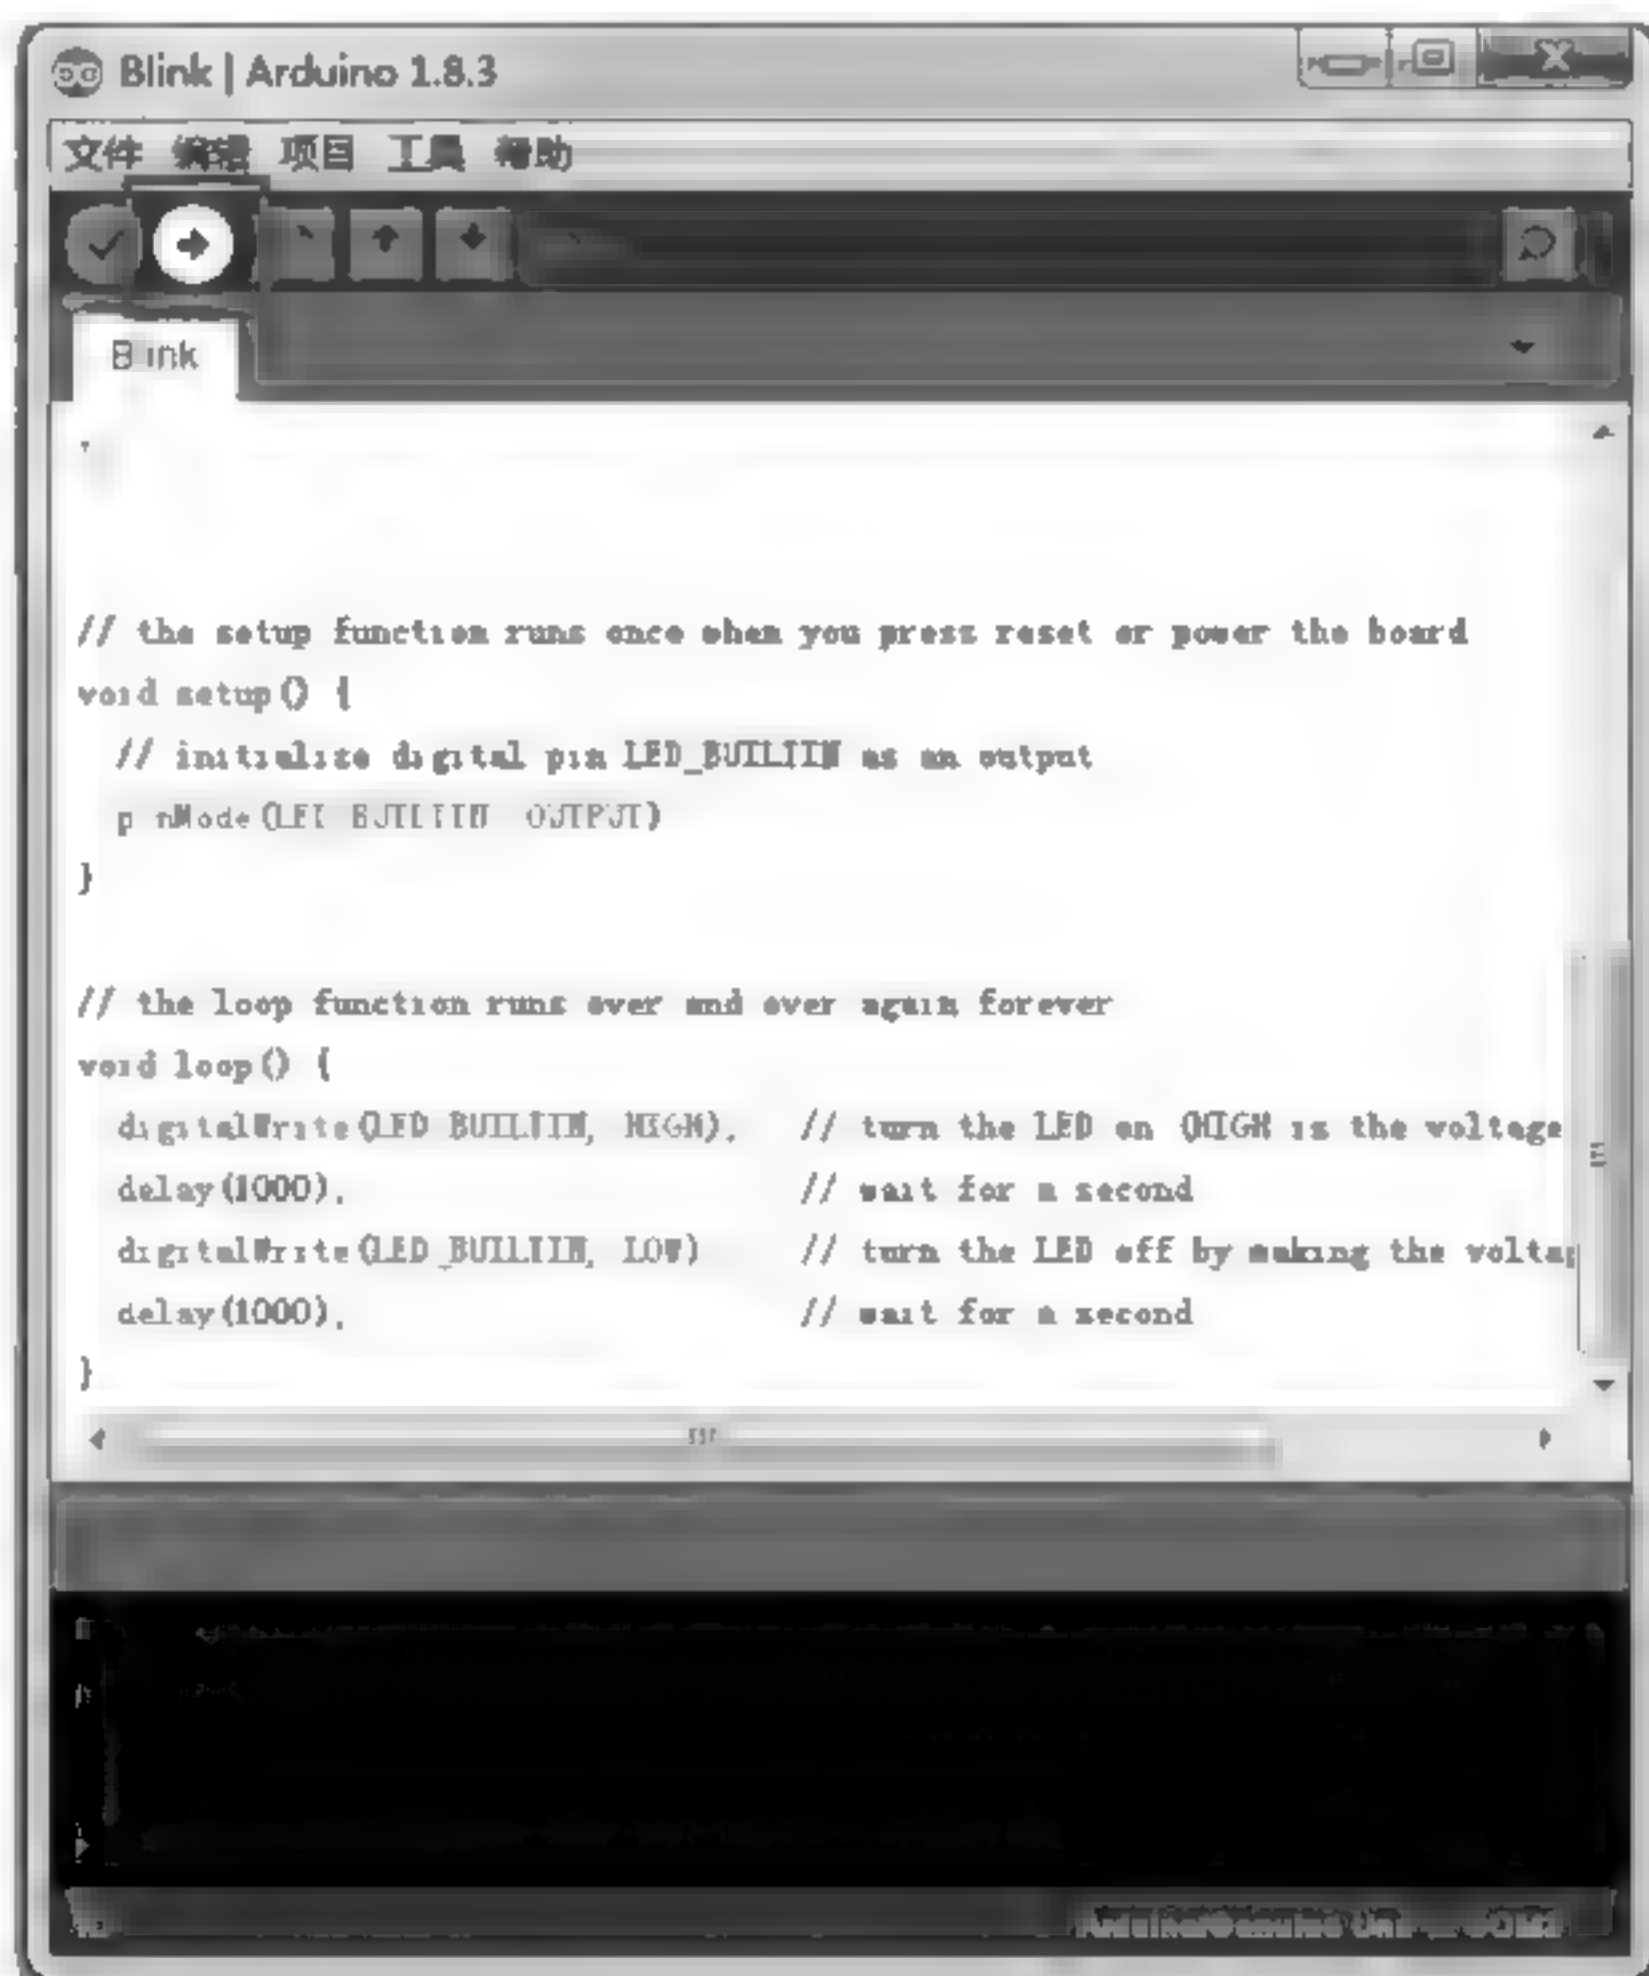 Blink | Arduino 1.8.3
文件 编辑 项目 工具 帮助
Blink
// the setup function runs once when you press reset or power the board
void setup() {
// initialize digital pin LED_BUILTIN as an output
pinMode(LED_BUILTIN, OUTPUT)
}
// the loop function runs over and over again forever
void loop() {
digitalWrite(LED_BUILTIN, HIGH); // turn the LED on (HIGH is the voltage
delay(1000); // wait for a second
digitalWrite(LED_BUILTIN, LOW) // turn the LED off by making the voltag
delay(1000); // wait for a second
}